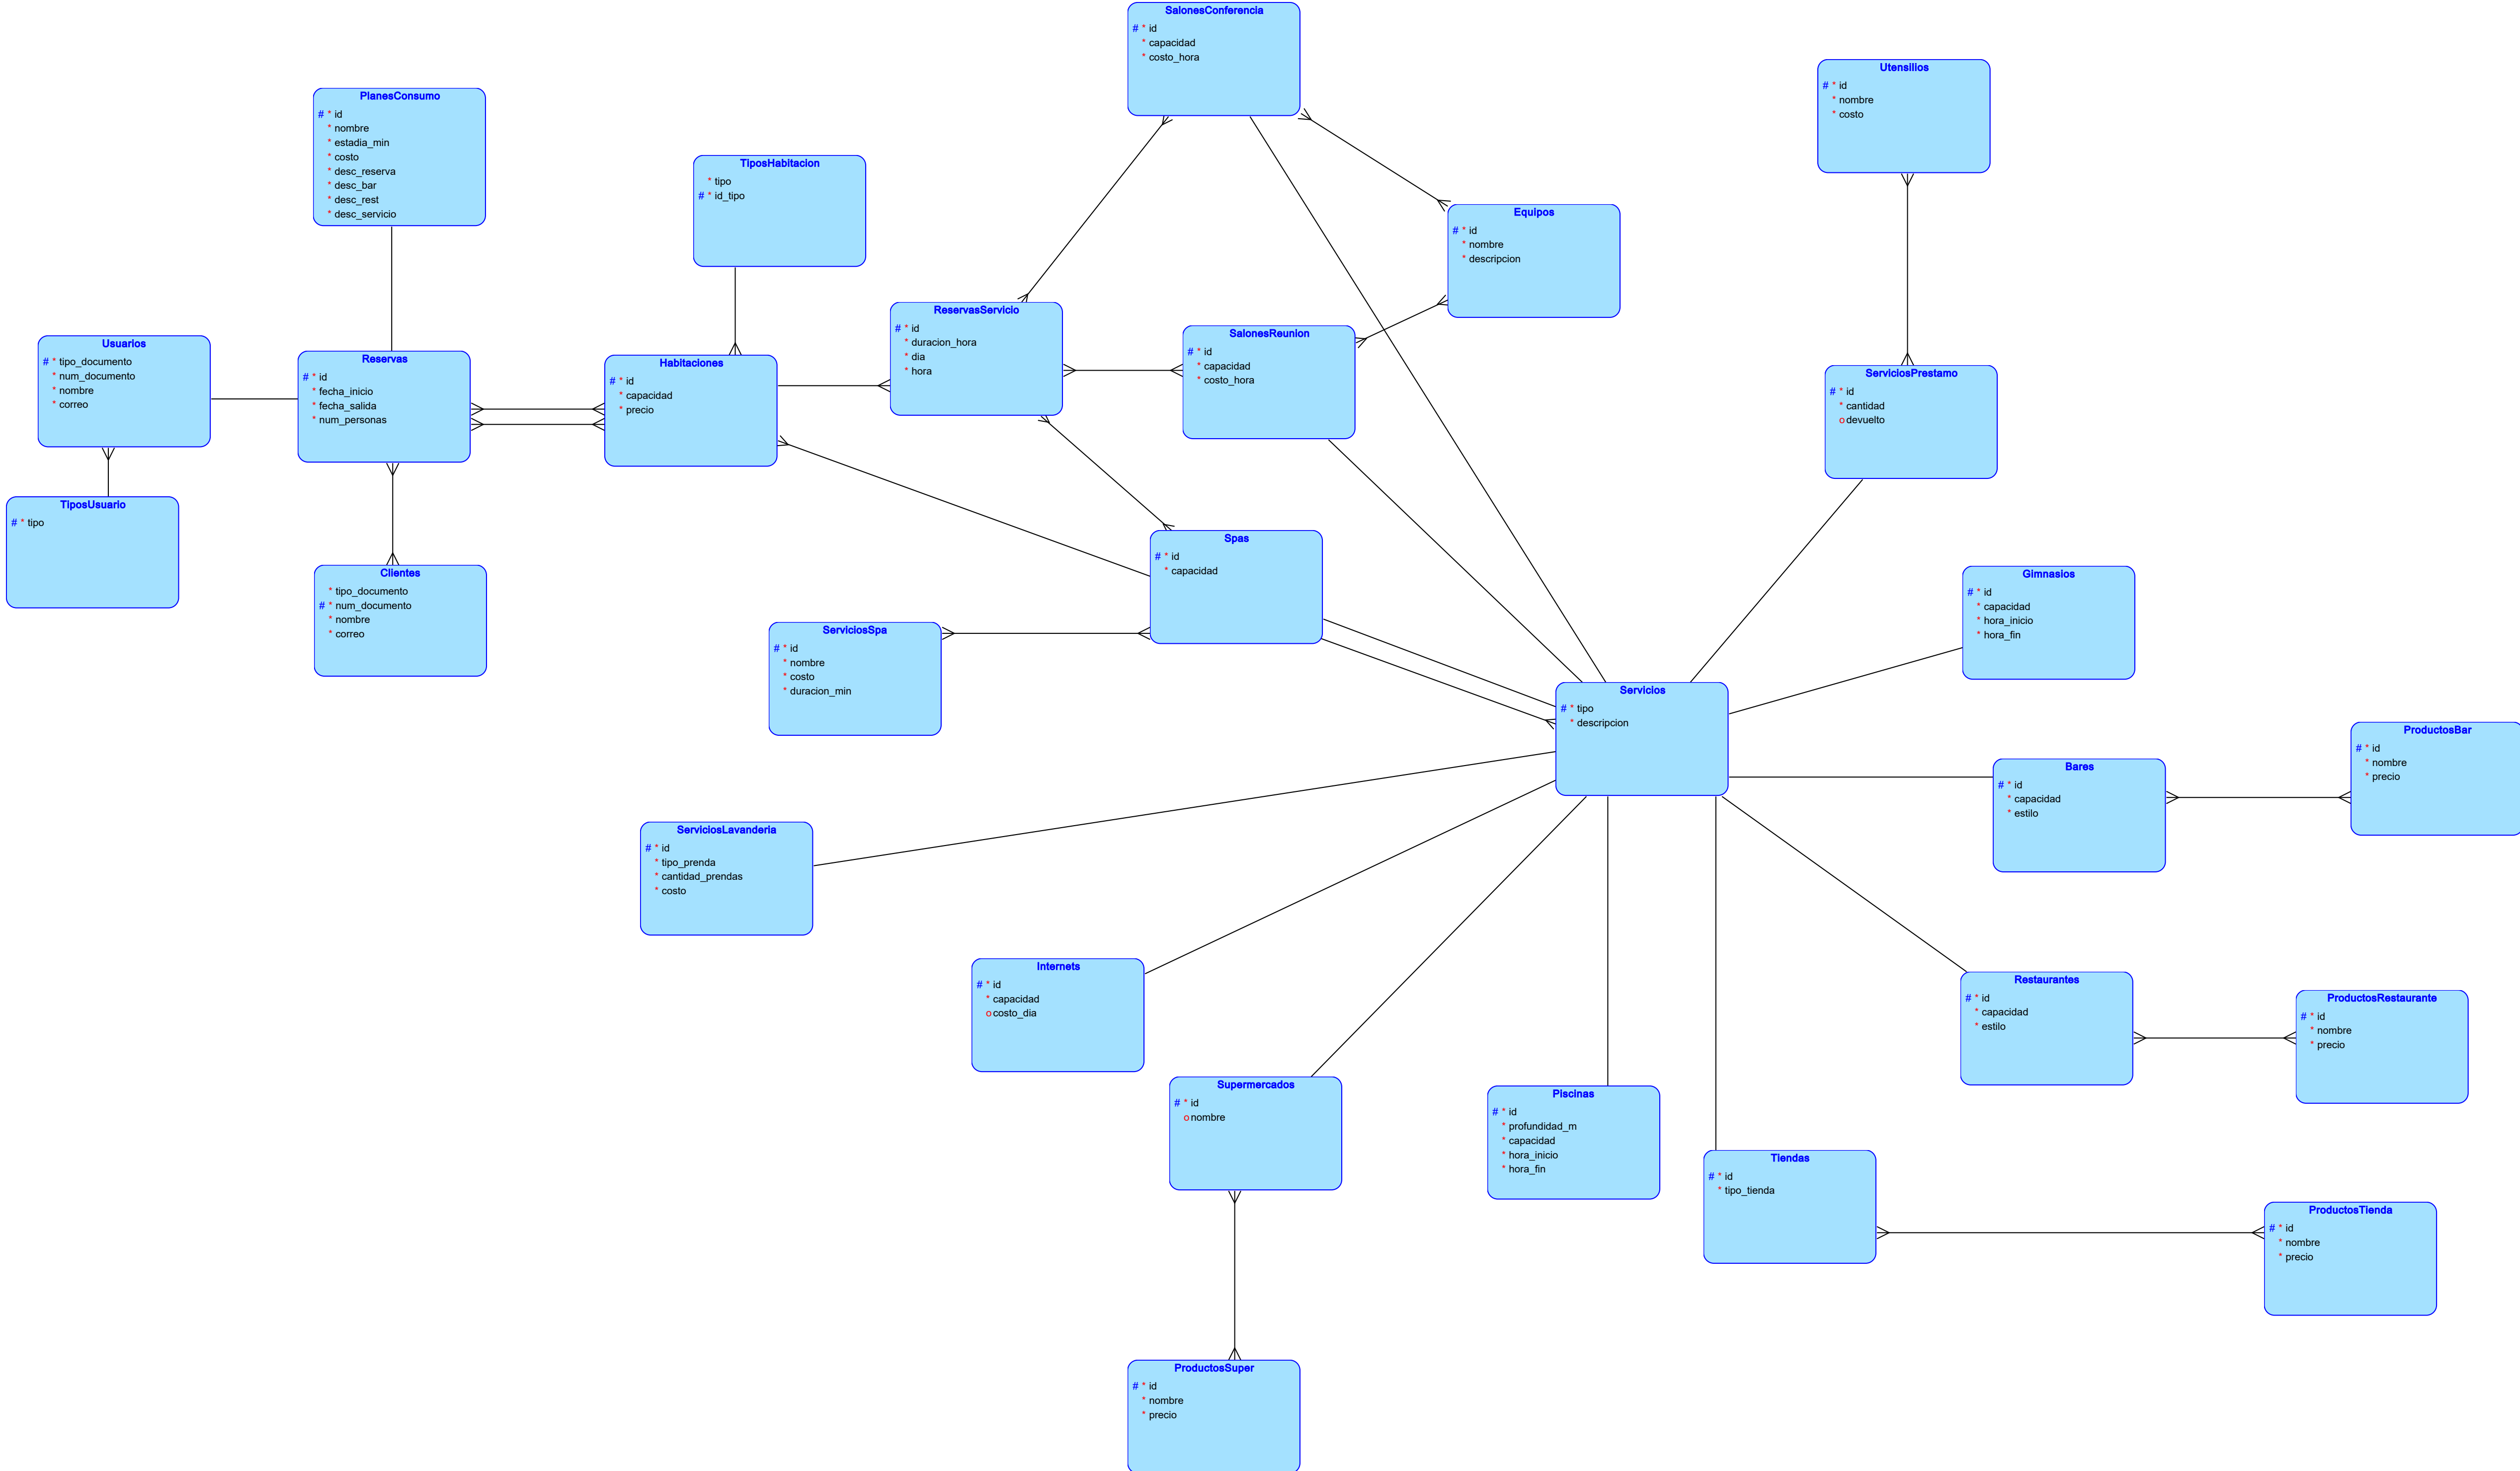 SalonesConferencia
# * id
* capacidad
* costo_hora
Utensilios
# * id
* nombre
* costo
PlanesConsumo
# * id
* nombre
* estadia_min
* costo
* desc_reserva
* desc_bar
* desc_rest
* desc_servicio
TiposHabitacion
* tipo
# * id_tipo
Equipos
# * id
* nombre
* descripcion
ReservasServicio
# * id
* duracion_hora
* dia
* hora
SalonesReunion
# * id
* capacidad
* costo_hora
Usuarios
# * tipo_documento
* num_documento
* nombre
* correo
Reservas
# * id
* fecha_inicio
* fecha_salida
* num_personas
Habitaciones
# * id
* capacidad
* precio
ServiciosPrestamo
# * id
* cantidad
o devuelto
TiposUsuario
# * tipo
Spas
# * id
* capacidad
Clientes
* tipo_documento
# * num_documento
* nombre
* correo
Gimnasios
# * id
* capacidad
* hora_inicio
* hora_fin
ServiciosSpa
# * id
* nombre
* costo
* duracion_min
Servicios
# * tipo
* descripcion
ProductosBar
# * id
* nombre
* precio
Bares
# * id
* capacidad
* estilo
ServiciosLavanderia
# * id
* tipo_prenda
* cantidad_prendas
* costo
Internets
# * id
* capacidad
o costo_dia
Restaurantes
# * id
* capacidad
* estilo
ProductosRestaurante
# * id
* nombre
* precio
Supermercados
# * id
o nombre
Piscinas
# * id
* profundidad_m
* capacidad
* hora_inicio
* hora_fin
Tiendas
# * id
* tipo_tienda
ProductosTienda
# * id
* nombre
* precio
ProductosSuper
# * id
* nombre
* precio